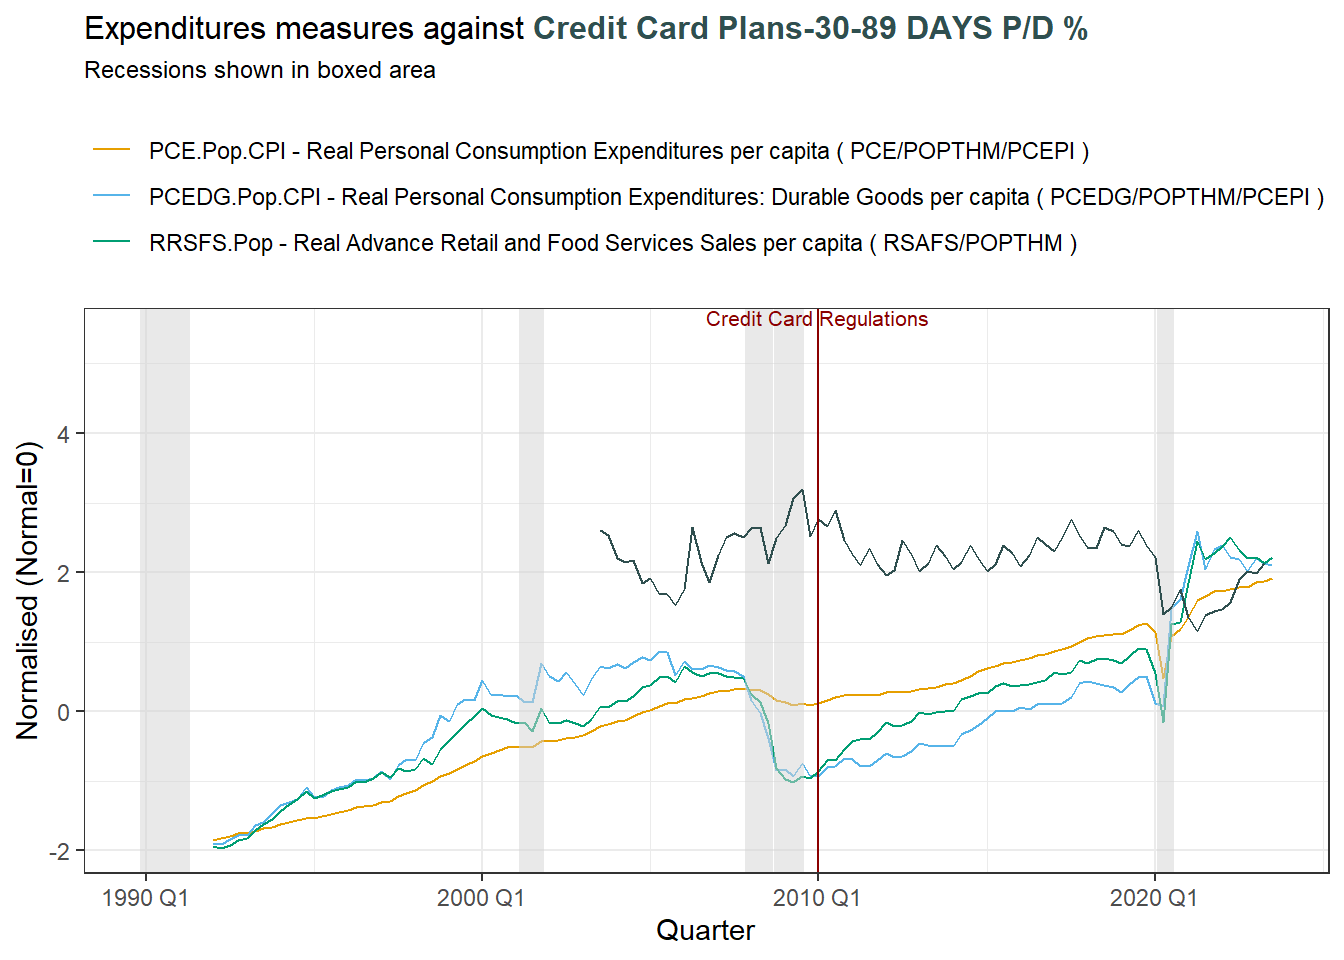 Expenditures measures against Credit Card Plans-30-89 DAYS P/D %
Recessions shown in boxed area
PCE.Pop.CPI - Real Personal Consumption Expenditures per capita ( PCE/POPTHM/PCEPI )
PCEDG.Pop.CPI - Real Personal Consumption Expenditures: Durable Goods per capita ( PCEDG/POPTHM/PCEPI )
RRSFS.Pop - Real Advance Retail and Food Services Sales per capita ( RSAFS/POPTHM )
Credit Card Regulations
Normalised (Normal=0)
4
2
0
-2
1990 Q1
2000 Q1
2010 Q1
2020 Q1
Quarter